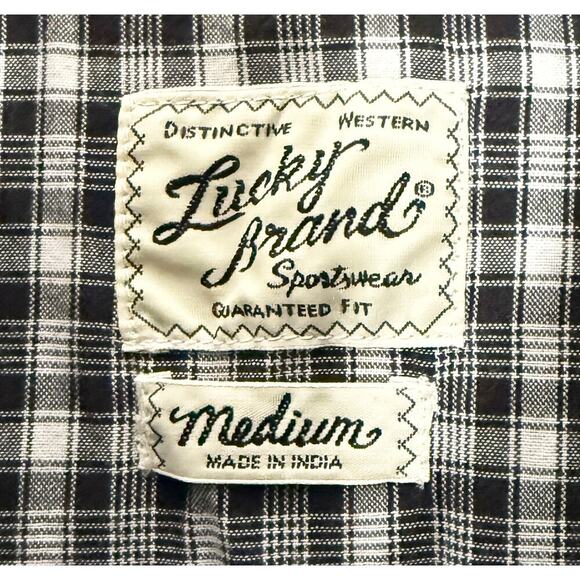 DISTINCTIVE WESTERN
Lucky
Brand®
Sportswear
GUARANTEED FIT
Medium
MADE IN INDIA